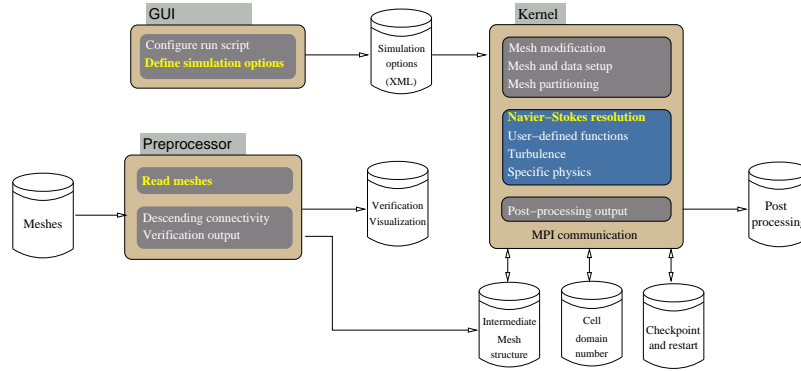 GUI
Configure run script
Define simulation options
Simulation
options
(XML)
Kernel
Mesh modification
Mesh and data setup
Mesh partitioning
Navier−Stokes resolution
User−defined functions
Turbulence
Specific physics
Post−processing output
MPI communication
Preprocessor
Read meshes
Descending connectivity
Verification output
Meshes
Verification
Visualization
Post
processing
Intermediate
Mesh
structure
Cell
domain
number
Checkpoint
and restart